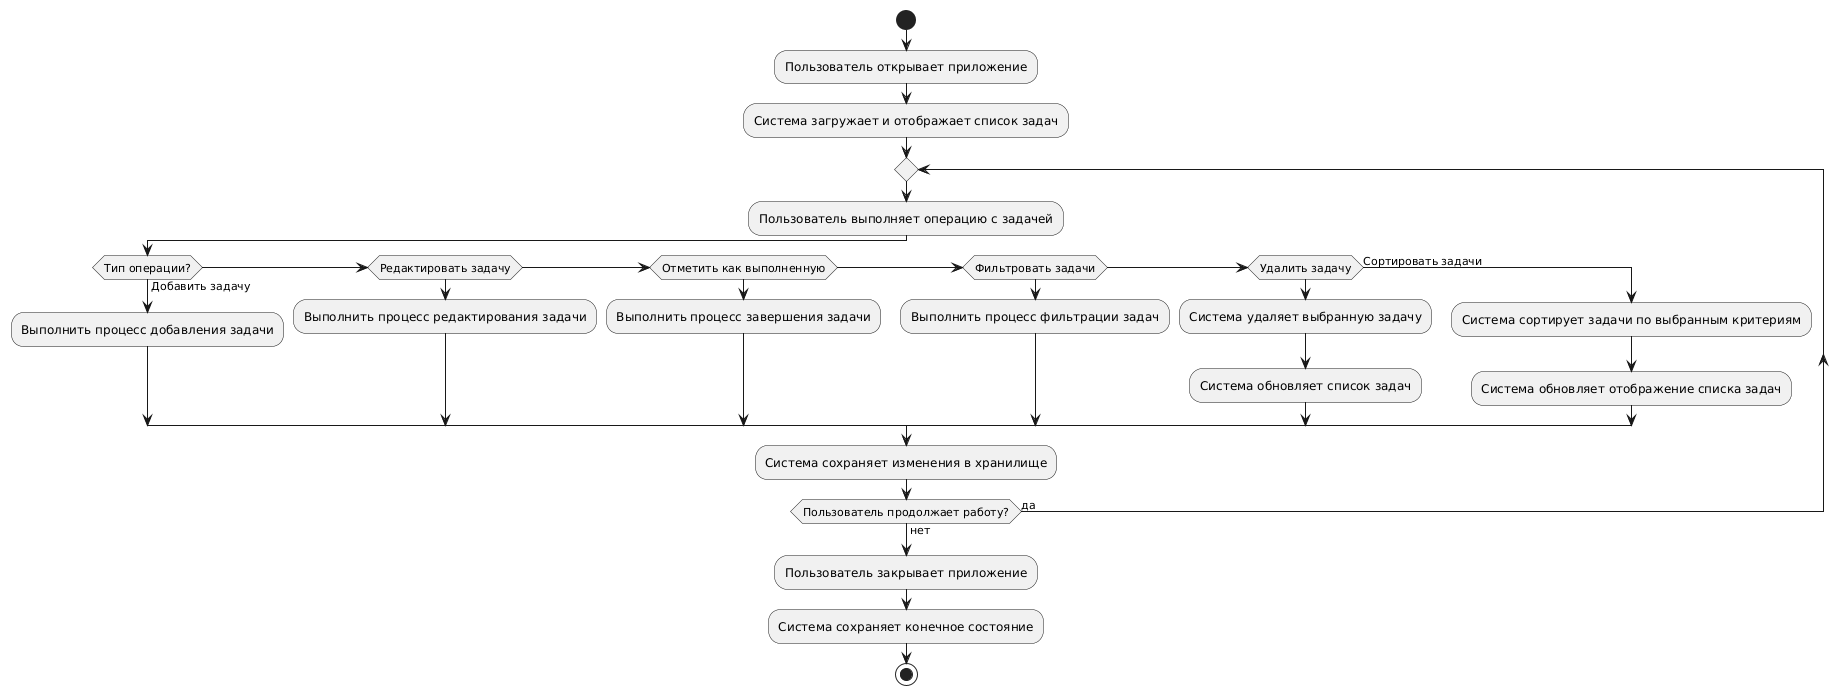 Пользователь открывает приложение
Система загружает и отображает список задач
Пользователь выполняет операцию с задачей
Тип операции?
Добавить задачу
Выполнить процесс добавления задачи
Редактировать задачу
Выполнить процесс редактирования задачи
Отметить как выполненную
Выполнить процесс завершения задачи
Фильтровать задачи
Выполнить процесс фильтрации задач
Удалить задачу
Система удаляет выбранную задачу
Система обновляет список задач
Сортировать задачи
Система сортирует задачи по выбранным критериям
Система обновляет отображение списка задач
Система сохраняет изменения в хранилище
Пользователь продолжает работу?
да
нет
Пользователь закрывает приложение
Система сохраняет конечное состояние